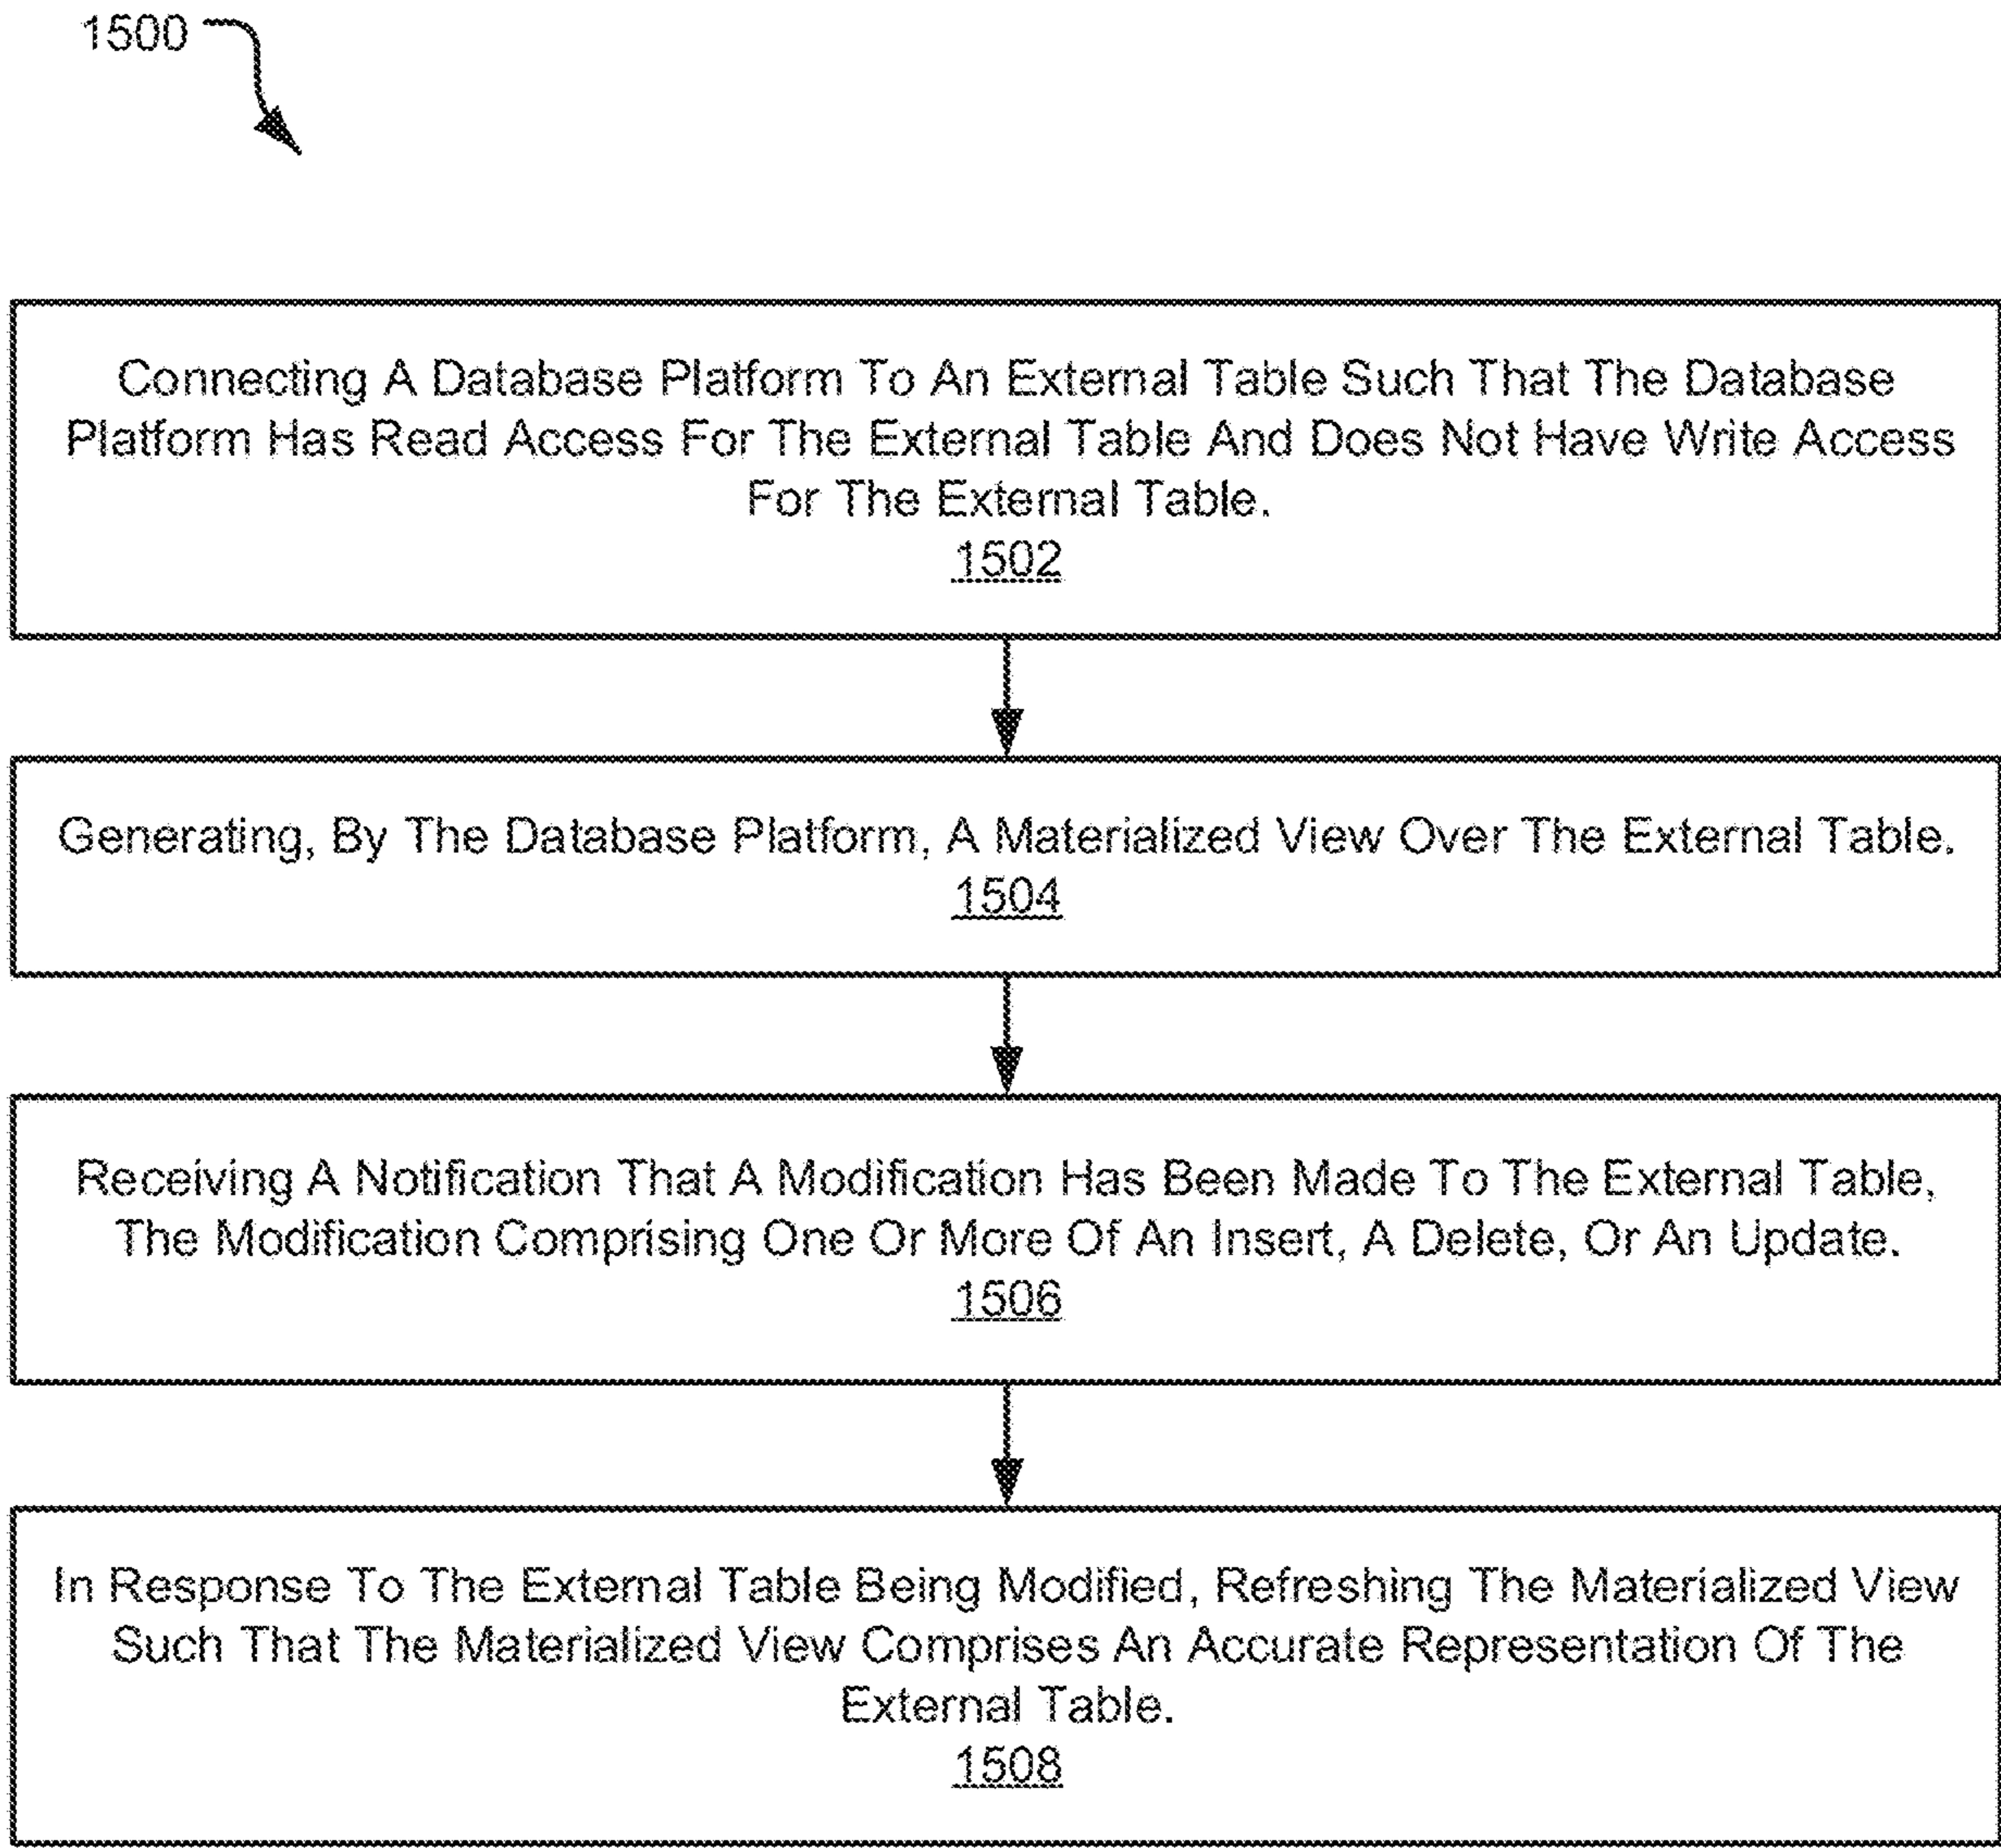 1500
Connecting A Database Platform To An External Table Such That The Database
Platform Has Read Access For The External Table And Does Not Have Write Access
For The External Table.
1502
Generating, By The Database Platform, A Materialized View Over The External Table.
1504
Receiving A Notification That A Modification Has Been Made To The External Table,
The Modification Comprising One Or More Of An Insert, A Delete, Or An Update.
1506
In Response To The External Table Being Modified, Refreshing The Materialized View
Such That The Materialized View Comprises An Accurate Representation Of The
External Table.
1508